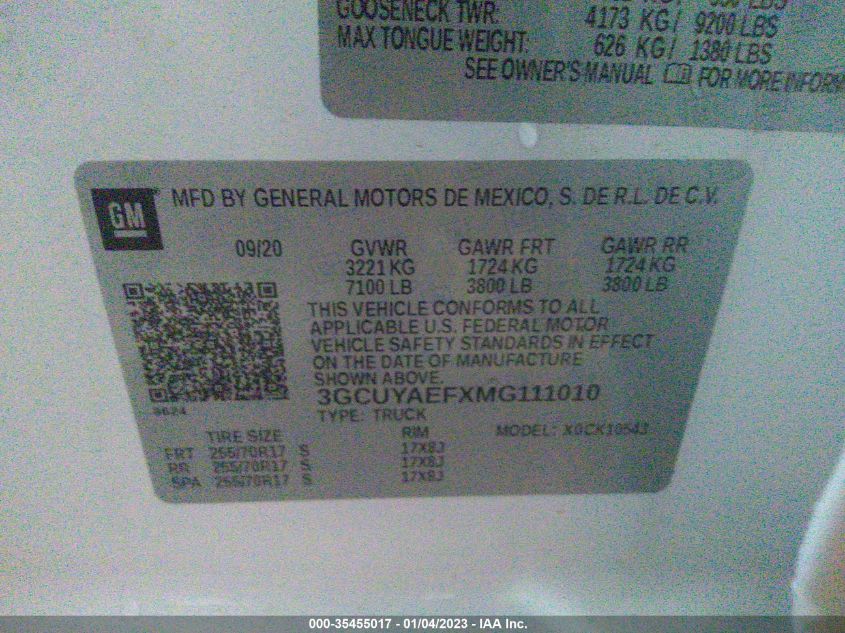 GOOSENECK TWR: 4173 KG/ 9200 LBS
MAX TONGUE WEIGHT: 626 KG/ 1380 LBS
SEE OWNER'S MANUAL FOR MORE INFORM
GM ® MFD BY GENERAL MOTORS DE MEXICO, S. DE R.L. DE C.V.
09/20 GVWR GAWR FRT GAWR RR
3221 KG 1724 KG 1724 KG
7100 LB 3800 LB 3800 LB
THIS VEHICLE CONFORMS TO ALL
APPLICABLE U.S. FEDERAL MOTOR
VEHICLE SAFETY STANDARDS IN EFFECT
ON THE DATE OF MANUFACTURE
SHOWN ABOVE.
3GCUYAEFXMG111010
8624 TYPE: TRUCK
TIRE SIZE RIM MODEL: X0CK10543
FRT 255/70R17 S 17X8J
RR 255/70R17 S 17X8J
SPA 255/70R17 S 17X8J
000-35455017 - 01/04/2023 - IAA Inc.